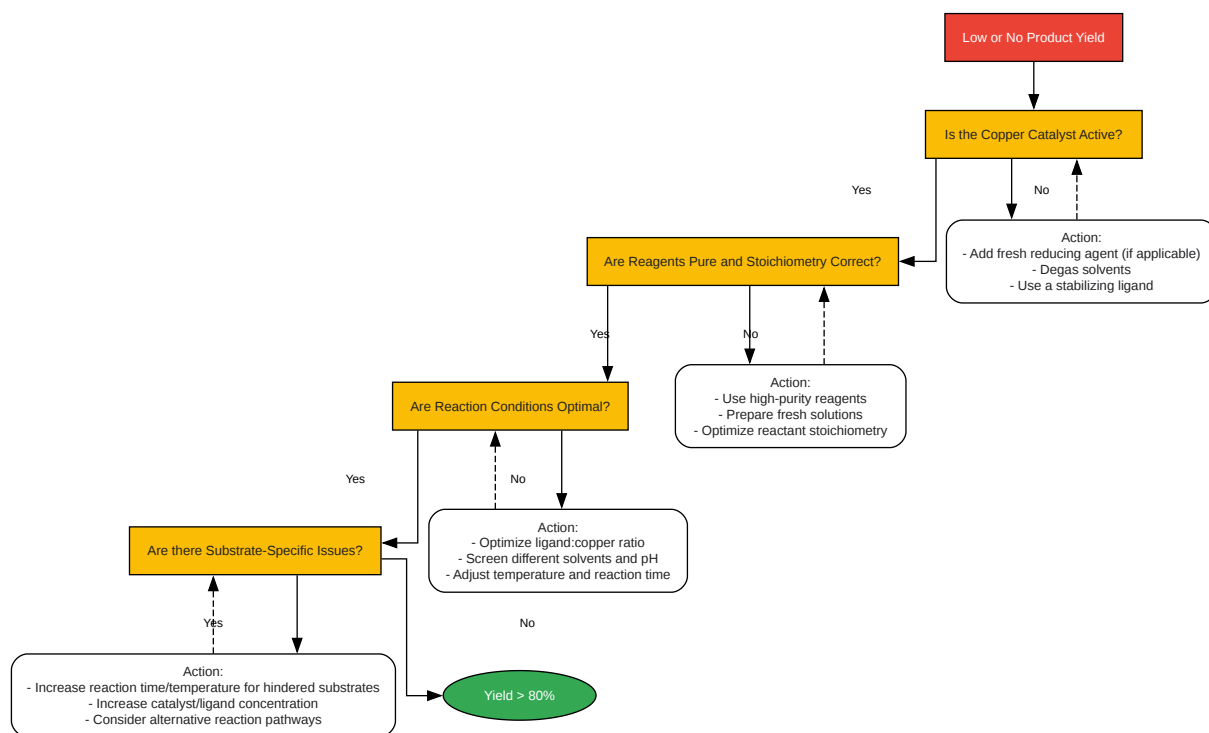 Low or No Product Yield
Is the Copper Catalyst Active?
Yes
No
Action:
- Add fresh reducing agent (if applicable)
- Degas solvents
- Use a stabilizing ligand
Are Reagents Pure and Stoichiometry Correct?
Yes
No
Action:
- Use high-purity reagents
- Prepare fresh solutions
- Optimize reactant stoichiometry
Are Reaction Conditions Optimal?
Yes
No
Action:
- Optimize ligand:copper ratio
- Screen different solvents and pH
- Adjust temperature and reaction time
Are there Substrate-Specific Issues?
Yes
No
Action:
- Increase reaction time/temperature for hindered substrates
- Increase catalyst/ligand concentration
- Consider alternative reaction pathways
Yield > 80%